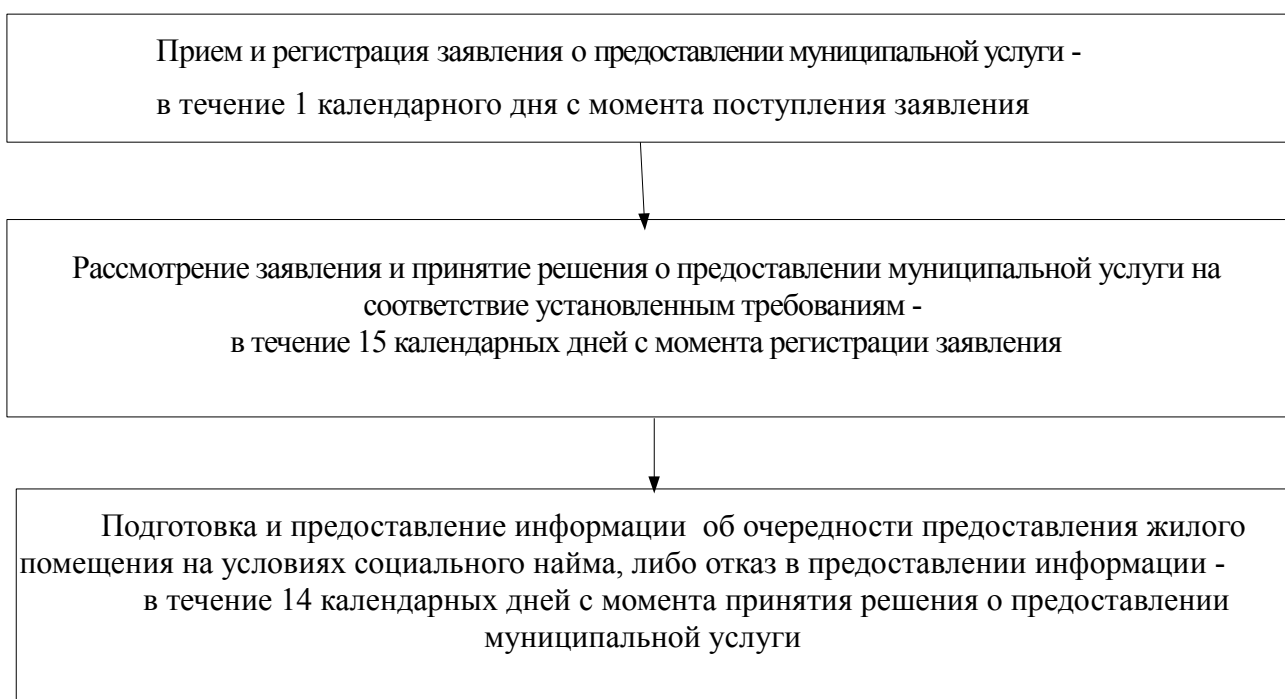 Прием и регистрация заявления о предоставлении муниципальной услуги -
в течение 1 календарного дня с момента поступления заявления
Рассмотрение заявления и принятие решения о предоставлении муниципальной услуги на
соответствие установленным требованиям -
в течение 15 календарных дней с момента регистрации заявления
Подготовка и предоставление информации об очередности предоставления жилого
помещения на условиях социального найма, либо отказ в предоставлении информации -
в течение 14 календарных дней с момента принятия решения о предоставлении
муниципальной услуги